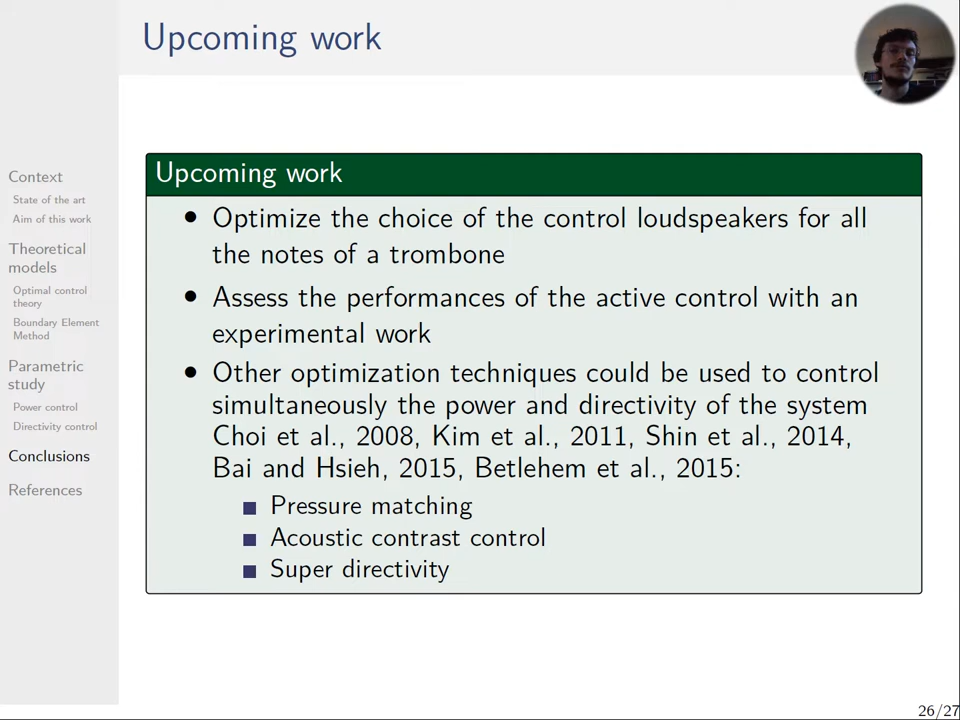 Upcoming work
Context
State of the art
Aim of this work
Theoretical
models
Optimal control
theory
Boundary Element
Method
Parametric
study
Power control
Directivity control
Conclusions
References
Upcoming work
• Optimize the choice of the control loudspeakers for all
the notes of a trombone
• Assess the performances of the active control with an
experimental work
• Other optimization techniques could be used to control
simultaneously the power and directivity of the system
Choi et al., 2008, Kim et al., 2011, Shin et al., 2014,
Bai and Hsieh, 2015, Betlehem et al., 2015:
■ Pressure matching
■ Acoustic contrast control
■ Super directivity
26/27